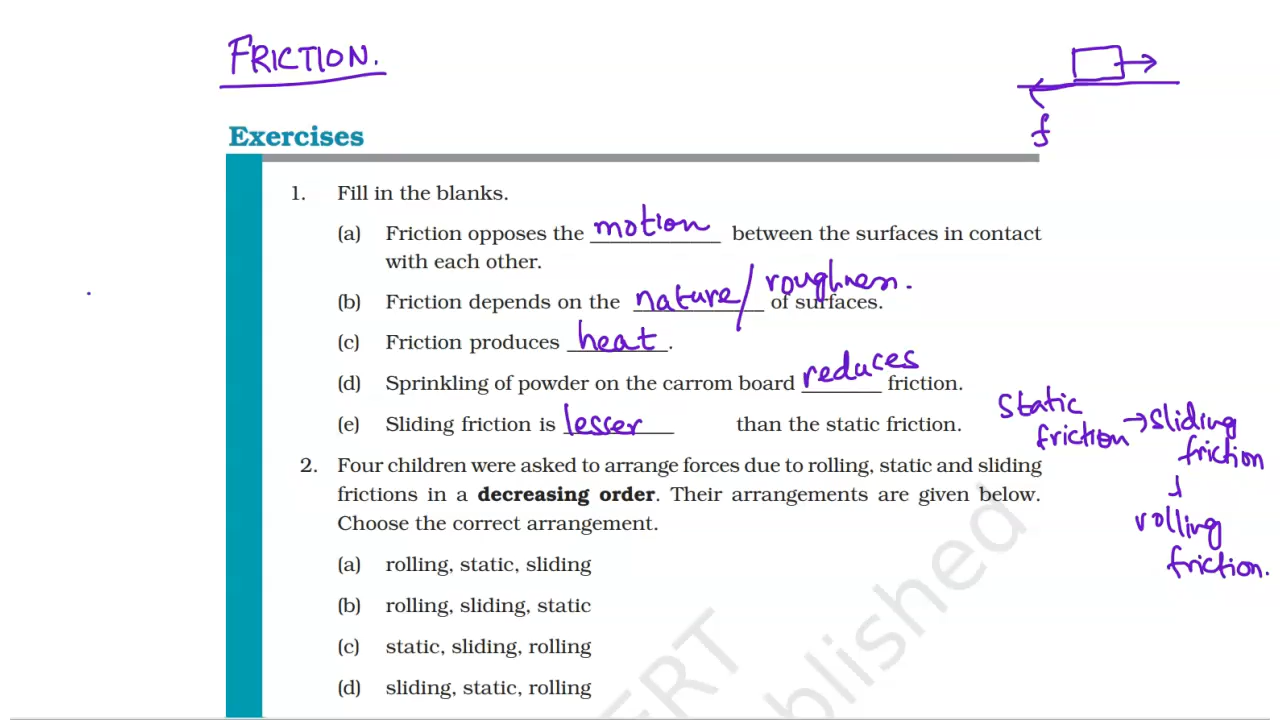 FRICTION.
f
Exercises
1. Fill in the blanks.
(a) Friction opposes the motion between the surfaces in contact
with each other.
(b) Friction depends on the nature/roughness. of surfaces.
(c) Friction produces heat.
(d) Sprinkling of powder on the carrom board reduces friction.
(e) Sliding friction is lesser than the static friction.
static
friction → sliding
friction
↓
rolling
friction.
2. Four children were asked to arrange forces due to rolling, static and sliding
frictions in a decreasing order. Their arrangements are given below.
Choose the correct arrangement.
(a) rolling, static, sliding
(b) rolling, sliding, static
(c) static, sliding, rolling
(d) sliding, static, rolling